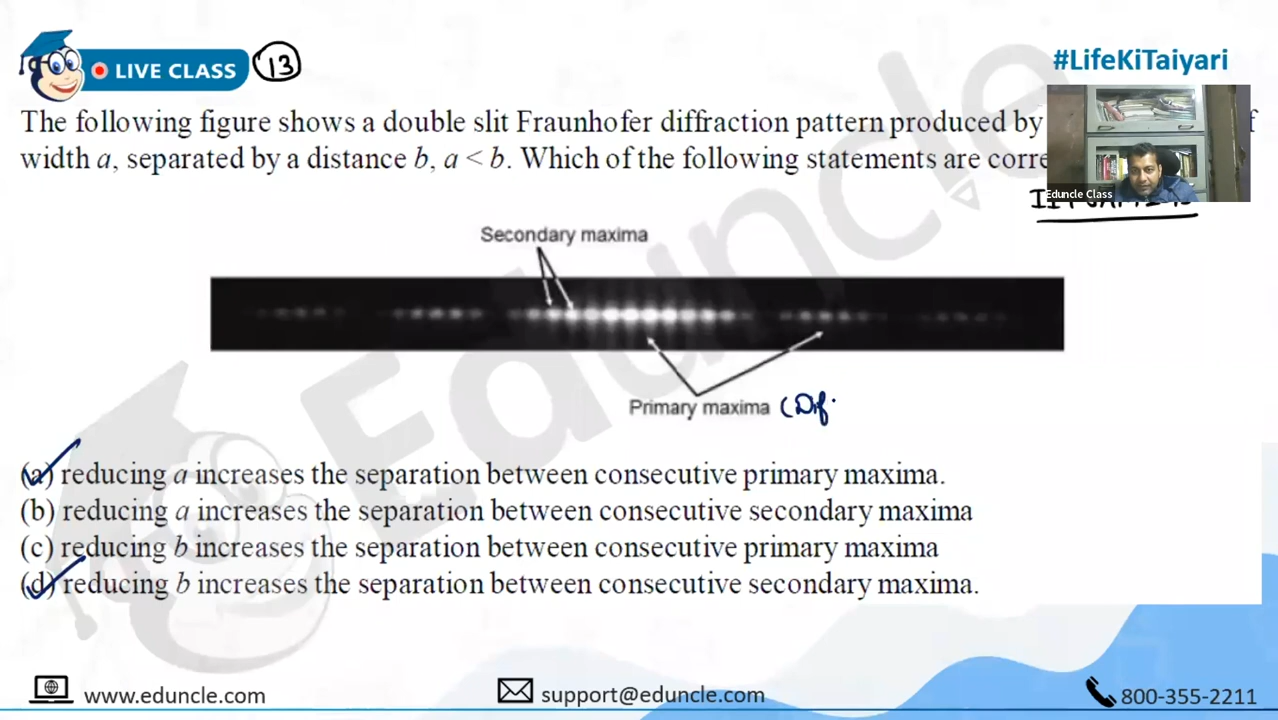 LIVE CLASS
13
#LifeKiTaiyari
The following figure shows a double slit Fraunhofer diffraction pattern produced by
width a, separated by a distance b, a < b. Which of the following statements are corre
Eduncle Class
Secondary maxima
Primary maxima (Dif.
(a) reducing a increases the separation between consecutive primary maxima.
(b) reducing a increases the separation between consecutive secondary maxima
(c) reducing b increases the separation between consecutive primary maxima
(d) reducing b increases the separation between consecutive secondary maxima.
Eduncle
www.eduncle.com
support@eduncle.com
800-355-2211